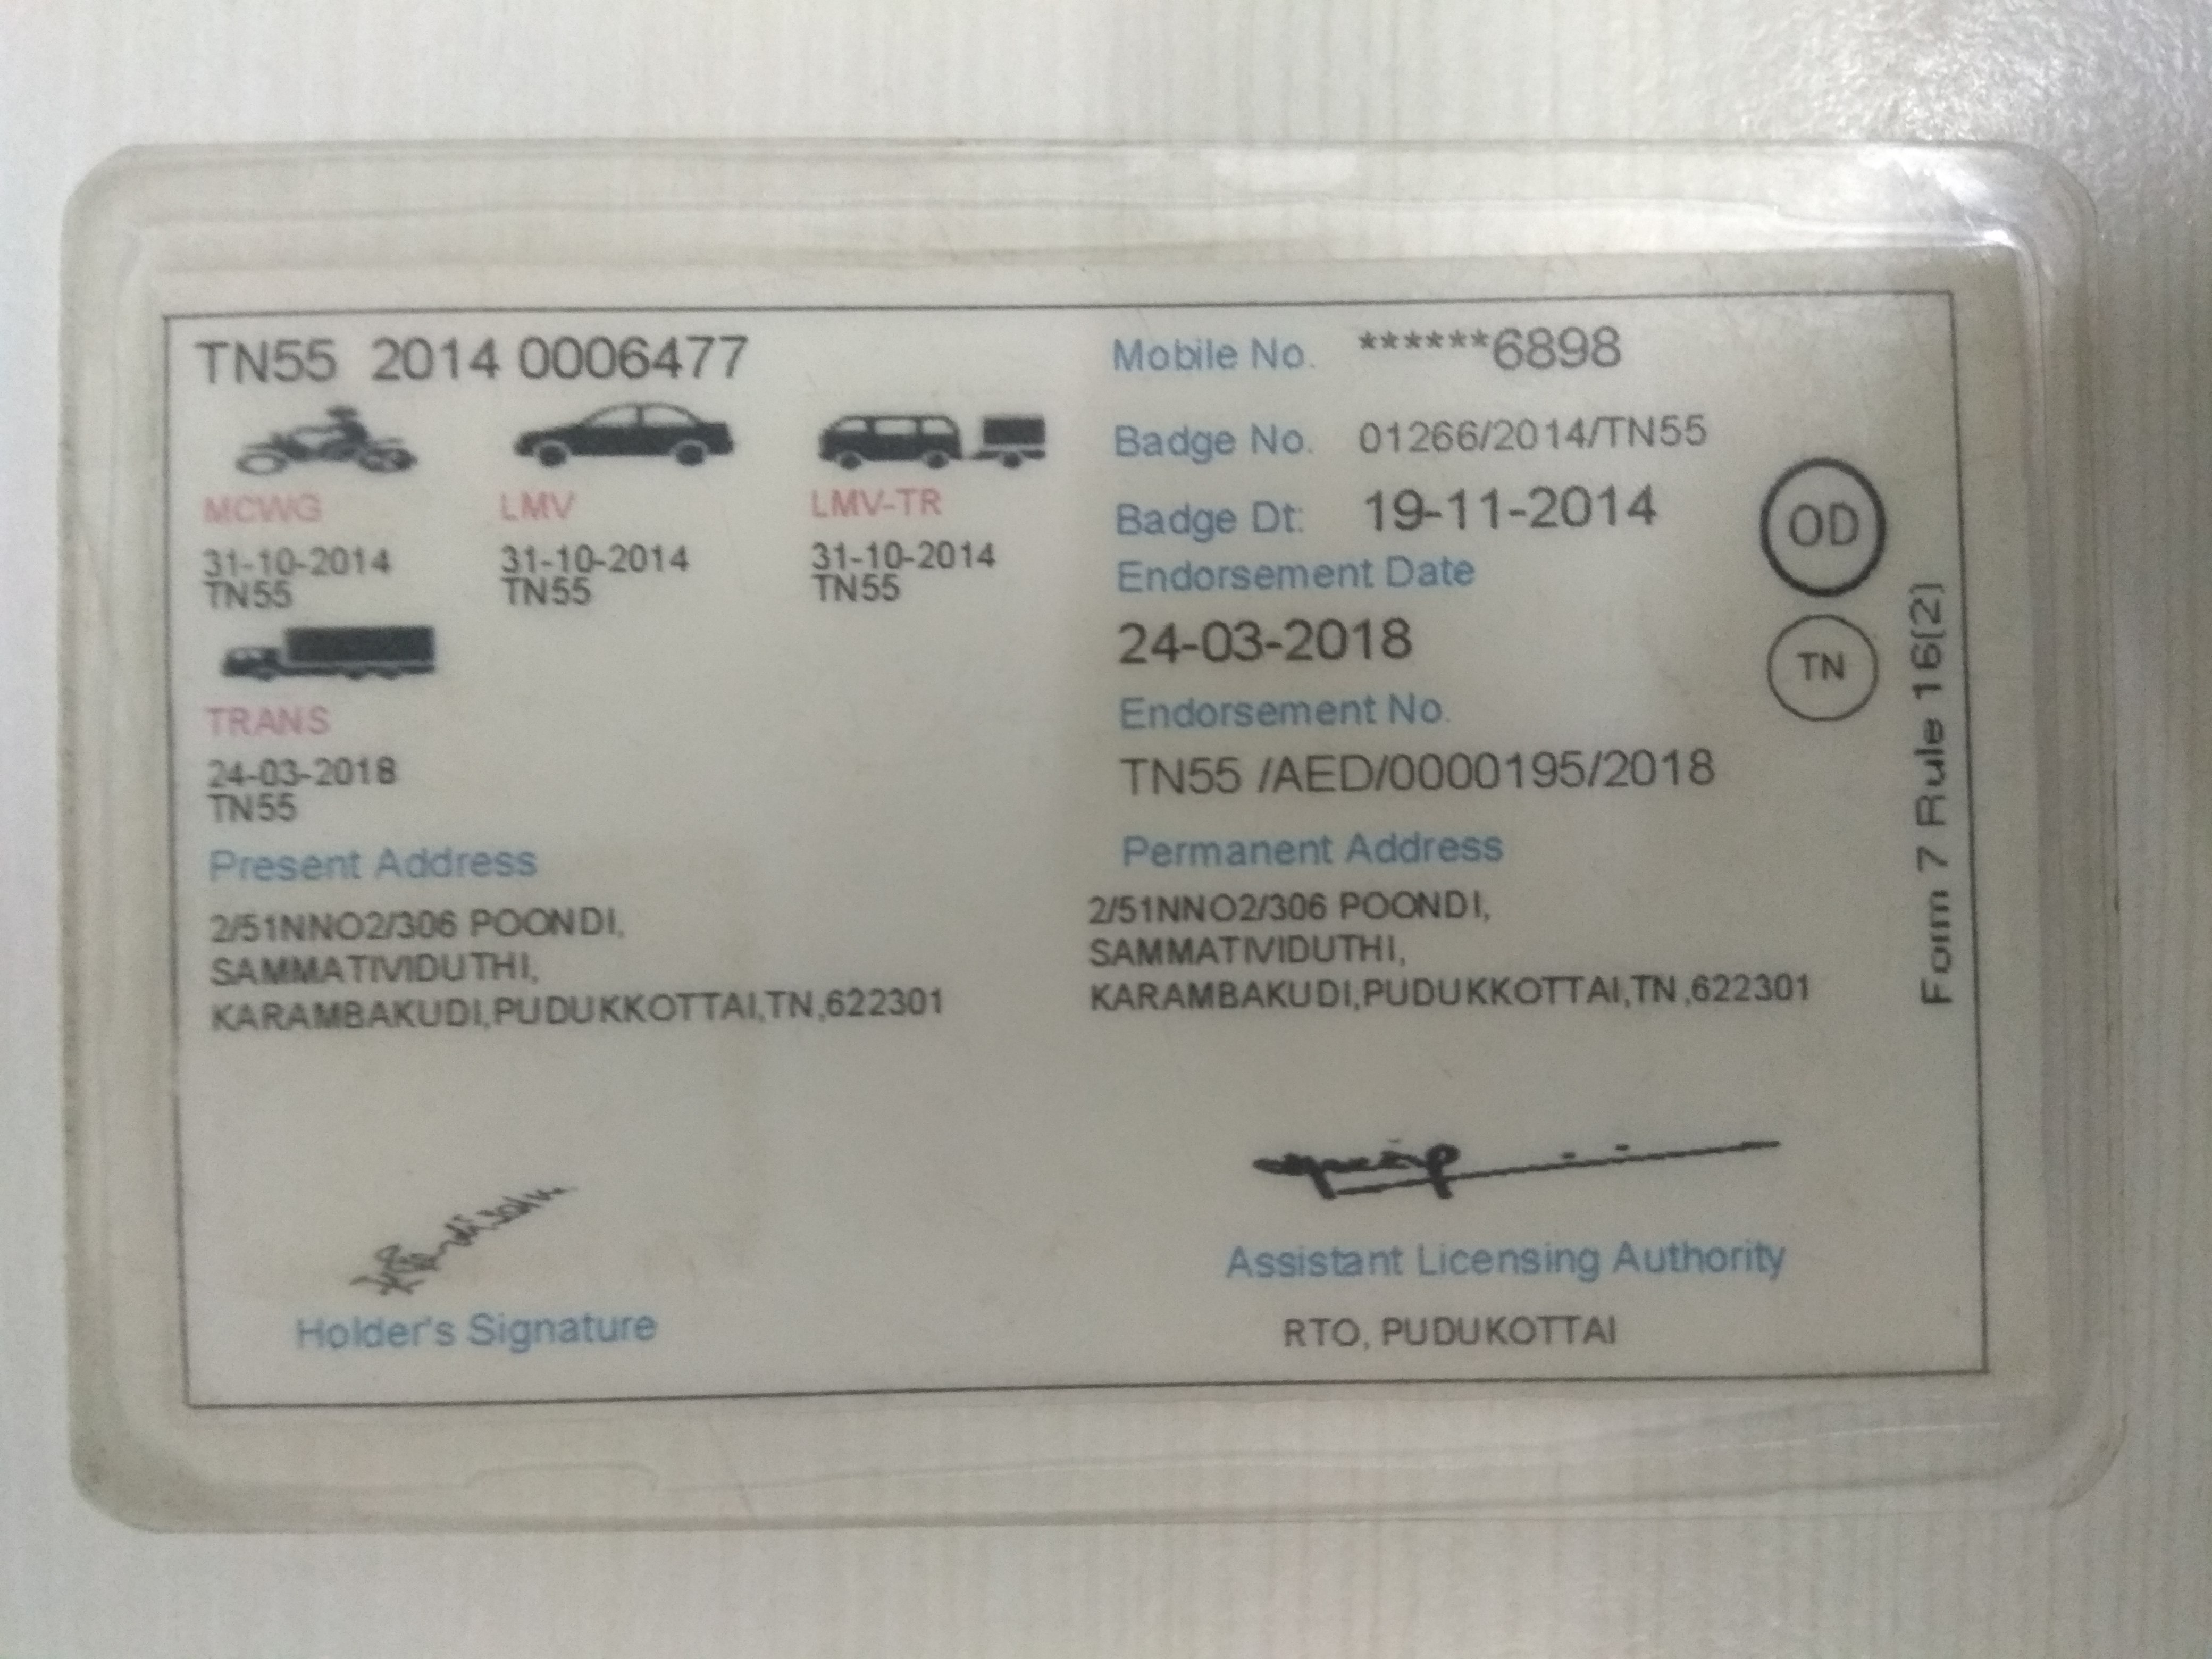 TN55 2014 0006477
MCWG LMV LMV-TR
31-10-2014 31-10-2014 31-10-2014
TN55 TN55 TN55
TRANS
24-03-2018
TN55
Mobile No. ******6898
Badge No. 01266/2014/TN55
Badge Dt: 19-11-2014
OD
Endorsement Date
24-03-2018
TN
Endorsement No.
TN55 /AED/0000195/2018
Form 7 Rule 16(2)
Present Address
2/51NNO2/306 POONDI,
SAMMATIVIDUTHI,
KARAMBAKUDI,PUDUKKOTTAI,TN,622301
Permanent Address
2/51NNO2/306 POONDI,
SAMMATIVIDUTHI,
KARAMBAKUDI,PUDUKKOTTAI,TN,622301
Holder's Signature
Assistant Licensing Authority
RTO, PUDUKOTTAI